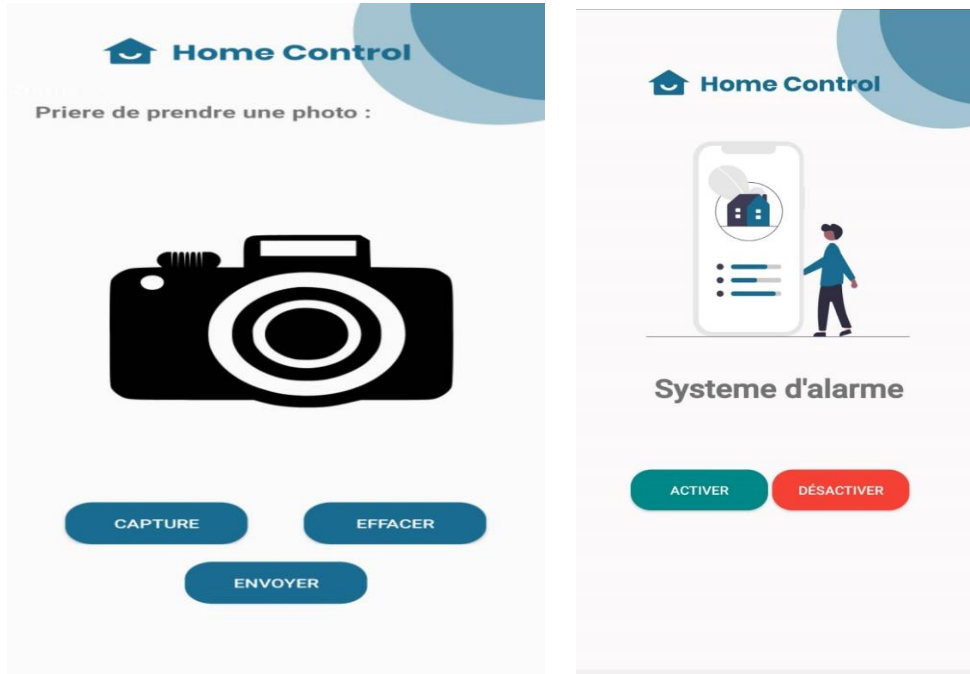 Home Control
Priere de prendre une photo :
CAPTURE
EFFACER
ENVOYER
Home Control
Systeme d'alarme
ACTIVER
DÉSACTIVER